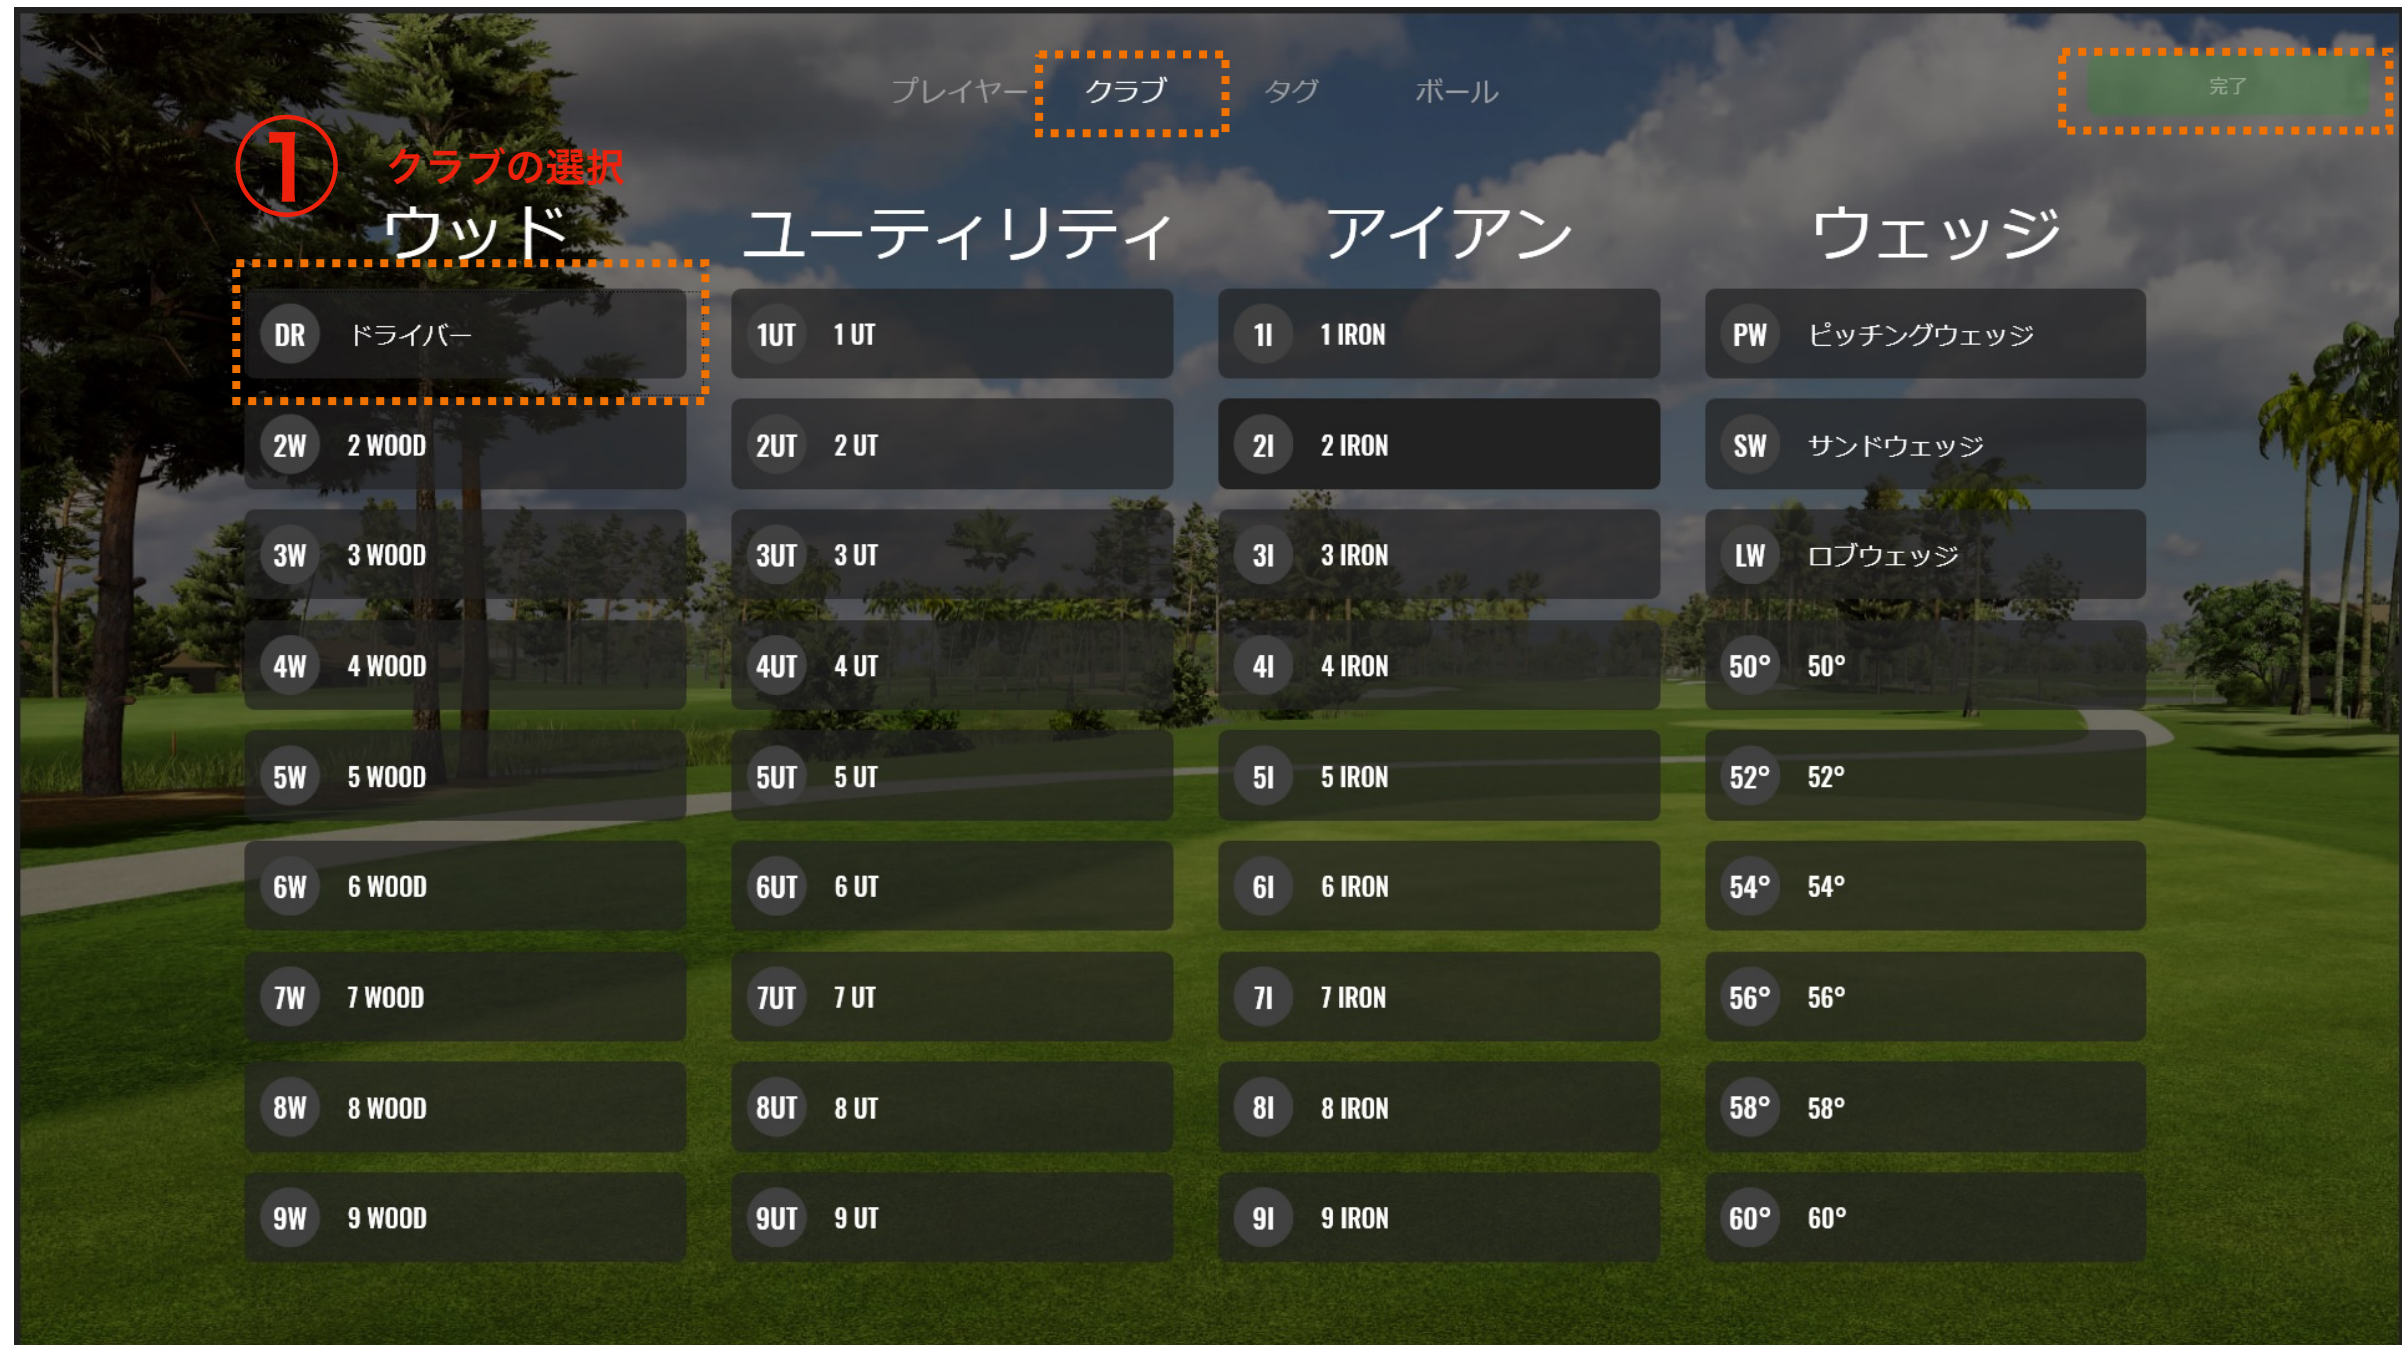 プレイヤー クラブ タグ ボール 完了
① クラブの選択
ウッド ユーティリティ アイアン ウェッジ
DR ドライバー 1UT 1 UT 1I 1 IRON PW ピッチングウェッジ
2W 2 WOOD 2UT 2 UT 2I 2 IRON SW サンドウェッジ
3W 3 WOOD 3UT 3 UT 3I 3 IRON LW ロブウェッジ
4W 4 WOOD 4UT 4 UT 4I 4 IRON 50° 50°
5W 5 WOOD 5UT 5 UT 5I 5 IRON 52° 52°
6W 6 WOOD 6UT 6 UT 6I 6 IRON 54° 54°
7W 7 WOOD 7UT 7 UT 7I 7 IRON 56° 56°
8W 8 WOOD 8UT 8 UT 8I 8 IRON 58° 58°
9W 9 WOOD 9UT 9 UT 9I 9 IRON 60° 60°